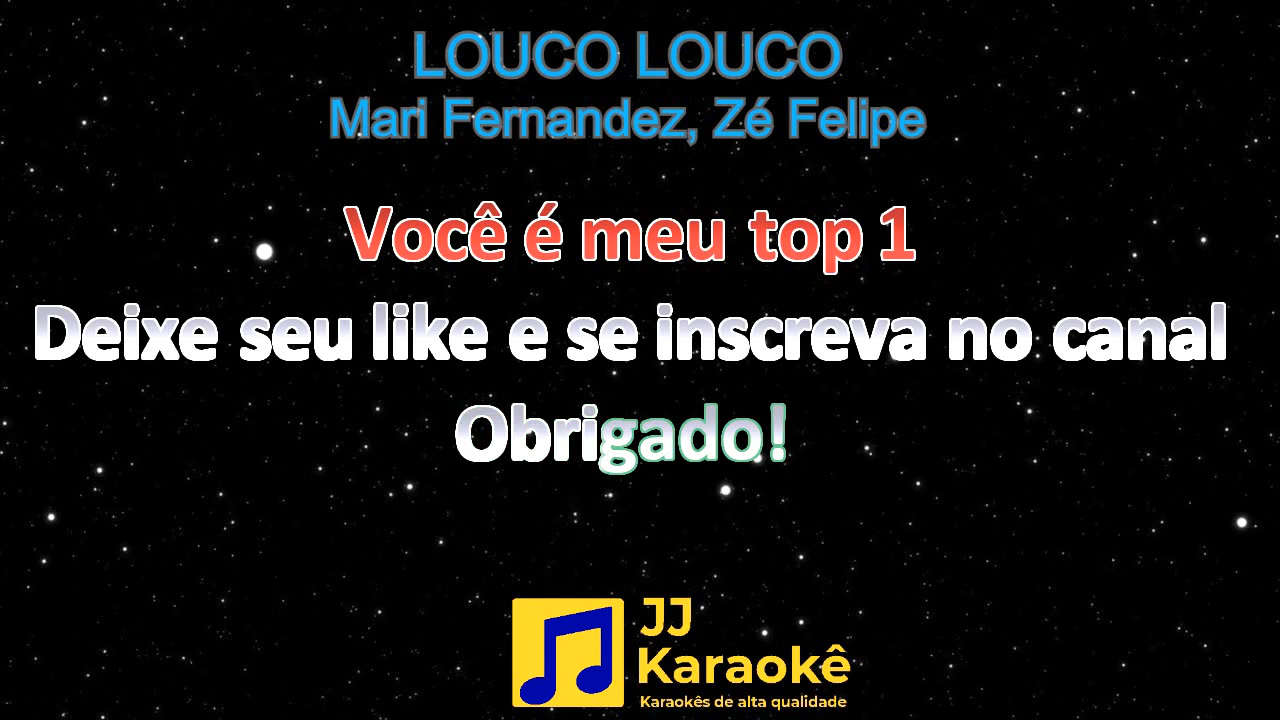 LOUCO LOUCO
Mari Fernandez, Zé Felipe
Você é meu top 1
Deixe seu like e se inscreva no canal
Obrigado!
JJ
Karaokê
Karaokês de alta qualidade